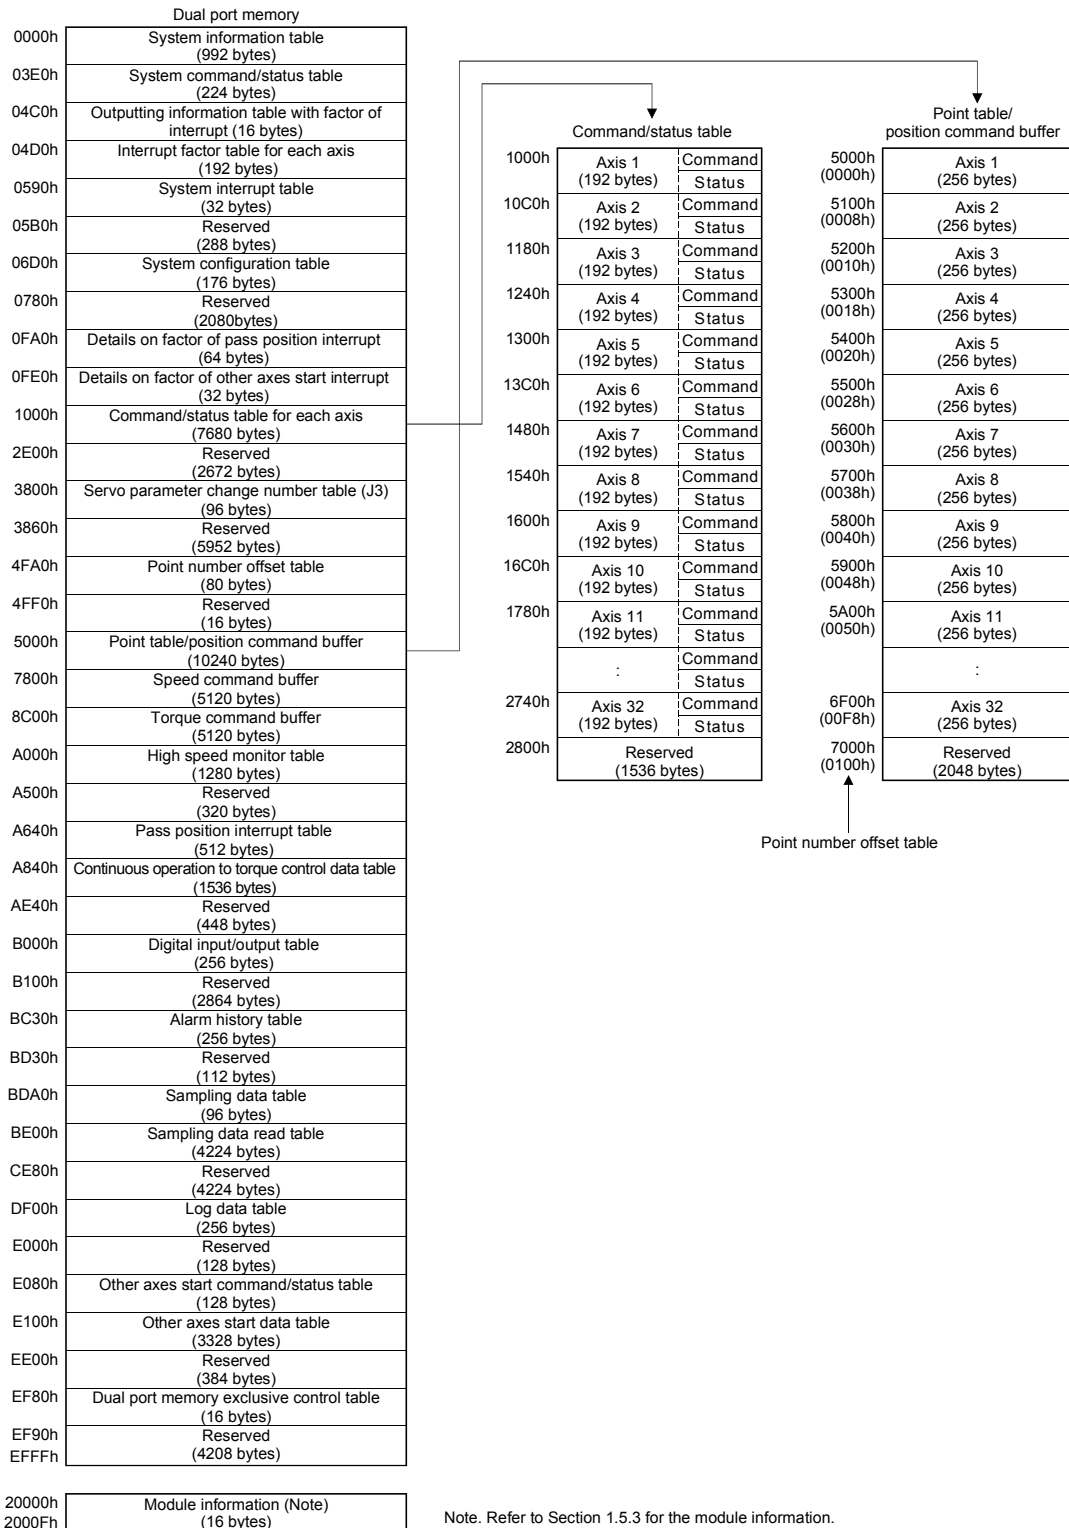 Dual port memory
0000h System information table
(992 bytes)
03E0h System command/status table
(224 bytes)
04C0h Outputting information table with factor of
interrupt (16 bytes)
04D0h Interrupt factor table for each axis
(192 bytes)
0590h System interrupt table
(32 bytes)
05B0h Reserved
(288 bytes)
06D0h System configuration table
(176 bytes)
0780h Reserved
(2080bytes)
0FA0h Details on factor of pass position interrupt
(64 bytes)
0FE0h Details on factor of other axes start interrupt
(32 bytes)
1000h Command/status table for each axis
(7680 bytes)
2E00h Reserved
(2672 bytes)
3800h Servo parameter change number table (J3)
(96 bytes)
3860h Reserved
(5952 bytes)
4FA0h Point number offset table
(80 bytes)
4FF0h Reserved
(16 bytes)
5000h Point table/position command buffer
(10240 bytes)
7800h Speed command buffer
(5120 bytes)
8C00h Torque command buffer
(5120 bytes)
A000h High speed monitor table
(1280 bytes)
A500h Reserved
(320 bytes)
A640h Pass position interrupt table
(512 bytes)
A840h Continuous operation to torque control data table
(1536 bytes)
AE40h Reserved
(448 bytes)
B000h Digital input/output table
(256 bytes)
B100h Reserved
(2864 bytes)
BC30h Alarm history table
(256 bytes)
BD30h Reserved
(112 bytes)
BDA0h Sampling data table
(96 bytes)
BE00h Sampling data read table
(4224 bytes)
CE80h Reserved
(4224 bytes)
DF00h Log data table
(256 bytes)
E000h Reserved
(128 bytes)
E080h Other axes start command/status table
(128 bytes)
E100h Other axes start data table
(3328 bytes)
EE00h Reserved
(384 bytes)
EF80h Dual port memory exclusive control table
(16 bytes)
EF90h Reserved
EFFFh (4208 bytes)
20000h Module information (Note)
2000Fh (16 bytes)
Command/status table
1000h Axis 1 Command
(192 bytes) Status
10C0h Axis 2 Command
(192 bytes) Status
1180h Axis 3 Command
(192 bytes) Status
1240h Axis 4 Command
(192 bytes) Status
1300h Axis 5 Command
(192 bytes) Status
13C0h Axis 6 Command
(192 bytes) Status
1480h Axis 7 Command
(192 bytes) Status
1540h Axis 8 Command
(192 bytes) Status
1600h Axis 9 Command
(192 bytes) Status
16C0h Axis 10 Command
(192 bytes) Status
1780h Axis 11 Command
(192 bytes) Status
: Command
Status
2740h Axis 32 Command
(192 bytes) Status
2800h Reserved
(1536 bytes)
Point table/
position command buffer
5000h Axis 1
(0000h) (256 bytes)
5100h Axis 2
(0008h) (256 bytes)
5200h Axis 3
(0010h) (256 bytes)
5300h Axis 4
(0018h) (256 bytes)
5400h Axis 5
(0020h) (256 bytes)
5500h Axis 6
(0028h) (256 bytes)
5600h Axis 7
(0030h) (256 bytes)
5700h Axis 8
(0038h) (256 bytes)
5800h Axis 9
(0040h) (256 bytes)
5900h Axis 10
(0048h) (256 bytes)
5A00h Axis 11
(0050h) (256 bytes)
:
6F00h Axis 32
(00F8h) (256 bytes)
7000h Reserved
(0100h) (2048 bytes)
Point number offset table
Note. Refer to Section 1.5.3 for the module information.